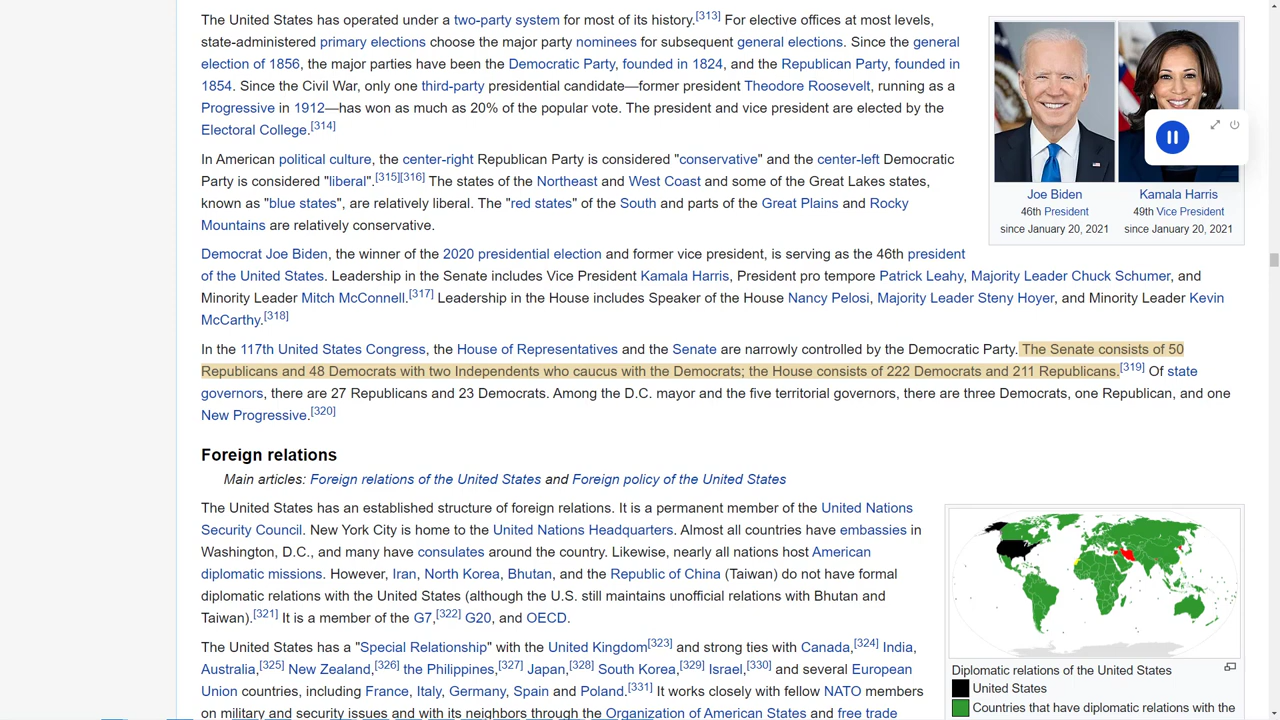 The United States has operated under a two-party system for most of its history.[313] For elective offices at most levels,
state-administered primary elections choose the major party nominees for subsequent general elections. Since the general
election of 1856, the major parties have been the Democratic Party, founded in 1824, and the Republican Party, founded in
1854. Since the Civil War, only one third-party presidential candidate—former president Theodore Roosevelt, running as a
Progressive in 1912—has won as much as 20% of the popular vote. The president and vice president are elected by the
Electoral College.[314]
In American political culture, the center-right Republican Party is considered "conservative" and the center-left Democratic
Party is considered "liberal".[315][316] The states of the Northeast and West Coast and some of the Great Lakes states,
known as "blue states", are relatively liberal. The "red states" of the South and parts of the Great Plains and Rocky
Mountains are relatively conservative.
Joe Biden
46th President
since January 20, 2021
Kamala Harris
49th Vice President
since January 20, 2021
Democrat Joe Biden, the winner of the 2020 presidential election and former vice president, is serving as the 46th president
of the United States. Leadership in the Senate includes Vice President Kamala Harris, President pro tempore Patrick Leahy, Majority Leader Chuck Schumer, and
Minority Leader Mitch McConnell.[317] Leadership in the House includes Speaker of the House Nancy Pelosi, Majority Leader Steny Hoyer, and Minority Leader Kevin
McCarthy.[318]
In the 117th United States Congress, the House of Representatives and the Senate are narrowly controlled by the Democratic Party. The Senate consists of 50
Republicans and 48 Democrats with two Independents who caucus with the Democrats; the House consists of 222 Democrats and 211 Republicans.[319] Of state
governors, there are 27 Republicans and 23 Democrats. Among the D.C. mayor and the five territorial governors, there are three Democrats, one Republican, and one
New Progressive.[320]
Foreign relations
Main articles: Foreign relations of the United States and Foreign policy of the United States
The United States has an established structure of foreign relations. It is a permanent member of the United Nations
Security Council. New York City is home to the United Nations Headquarters. Almost all countries have embassies in
Washington, D.C., and many have consulates around the country. Likewise, nearly all nations host American
diplomatic missions. However, Iran, North Korea, Bhutan, and the Republic of China (Taiwan) do not have formal
diplomatic relations with the United States (although the U.S. still maintains unofficial relations with Bhutan and
Taiwan).[321] It is a member of the G7,[322] G20, and OECD.
The United States has a "Special Relationship" with the United Kingdom[323] and strong ties with Canada,[324] India,
Australia,[325] New Zealand,[326] the Philippines,[327] Japan,[328] South Korea,[329] Israel,[330] and several European
Union countries, including France, Italy, Germany, Spain and Poland.[331] It works closely with fellow NATO members
on military and security issues and with its neighbors through the Organization of American States and free trade
Diplomatic relations of the United States
United States
Countries that have diplomatic relations with the